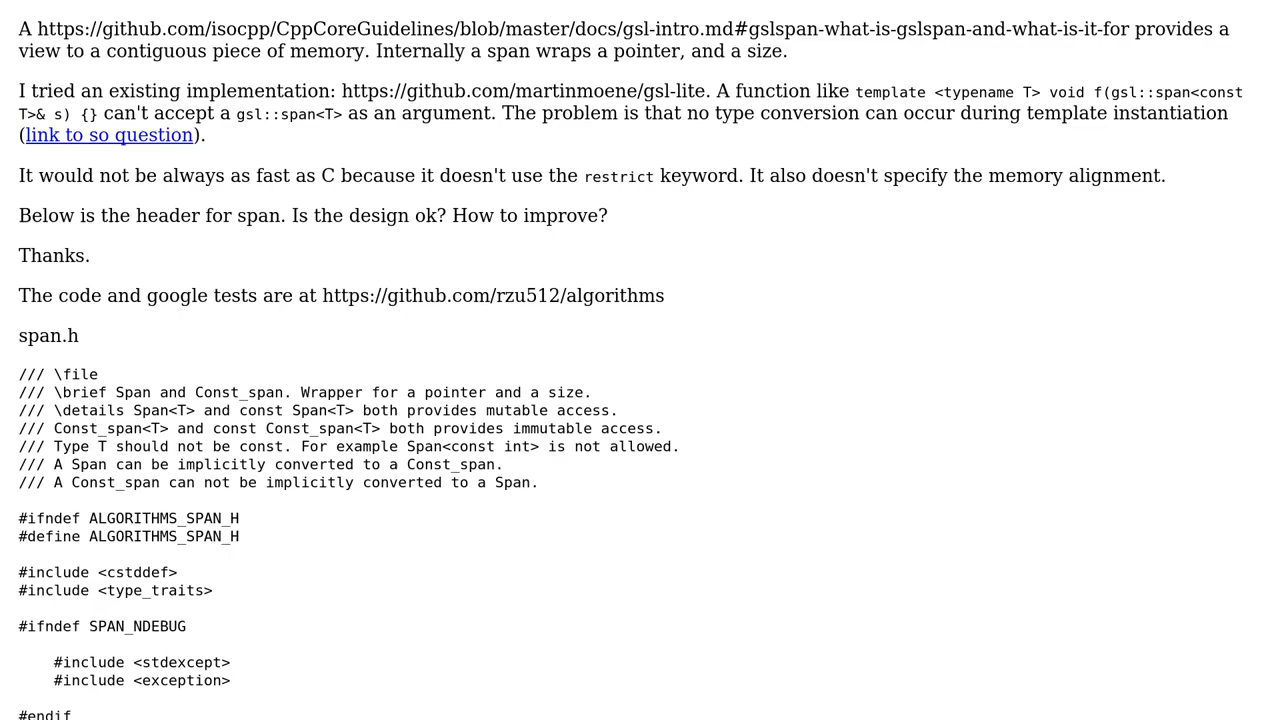 A https://github.com/isocpp/CppCoreGuidelines/blob/master/docs/gsl-intro.md#gslspan-what-is-gslspan-and-what-is-it-for provides a
view to a contiguous piece of memory. Internally a span wraps a pointer, and a size.
I tried an existing implementation: https://github.com/martinmoene/gsl-lite. A function like template <typename T> void f(gsl::span<const
T>& s) {} can't accept a gsl::span<T> as an argument. The problem is that no type conversion can occur during template instantiation
(link to so question).
It would not be always as fast as C because it doesn't use the restrict keyword. It also doesn't specify the memory alignment.
Below is the header for span. Is the design ok? How to improve?
Thanks.
The code and google tests are at https://github.com/rzu512/algorithms
span.h
/// \file
/// \brief Span and Const_span. Wrapper for a pointer and a size.
/// \details Span<T> and const Span<T> both provides mutable access.
/// Const_span<T> and const Const_span<T> both provides immutable access.
/// Type T should not be const. For example Span<const int> is not allowed.
/// A Span can be implicitly converted to a Const_span.
/// A Const_span can not be implicitly converted to a Span.
#ifndef ALGORITHMS_SPAN_H
#define ALGORITHMS_SPAN_H
#include <cstddef>
#include <type_traits>
#ifndef SPAN_NDEBUG
    #include <stdexcept>
    #include <exception>
#endif